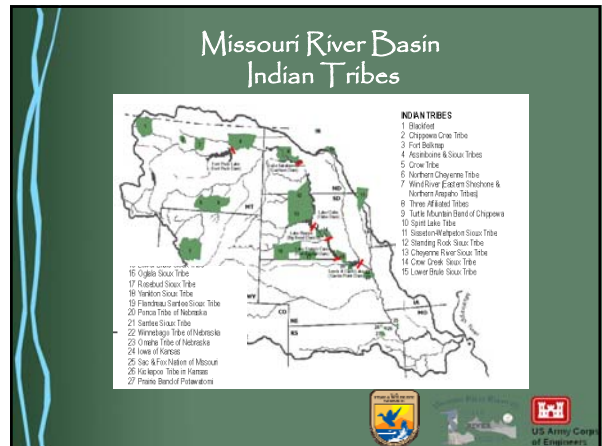 Missouri River Basin
Indian Tribes
INDIAN TRIBES
1 Blackfeet
2 Chippewa Cree Tribe
3 Fort Belknap
4 Assiniboine & Sioux Tribes
5 Crow Tribe
6 Northern Cheyenne Tribe
7 Wind River (Eastern Shoshone &
Northern Arapaho Tribes)
8 Three Affiliated Tribes
9 Turtle Mountain Band of Chippewa
10 Spirit Lake Tribe
11 Sisseton-Wahpeton Sioux Tribe
12 Standing Rock Sioux Tribe
13 Cheyenne River Sioux Tribe
14 Crow Creek Sioux Tribe
15 Lower Brule Sioux Tribe
16 Oglala Sioux Tribe
17 Rosebud Sioux Tribe
18 Yankton Sioux Tribe
19 Flandreau Santee Sioux Tribe
20 Ponca Tribe of Nebraska
21 Santee Sioux Tribe
22 Winnebago Tribe of Nebraska
23 Omaha Tribe of Nebraska
24 Iowa of Kansas
25 Sac & Fox Nation of Missouri
26 Kickapoo Tribe in Kansas
27 Prairie Band of Potawatomi
MT
ND
SD
WY
CO
NE
KS
IA
MO
US Army Corps
of Engineers